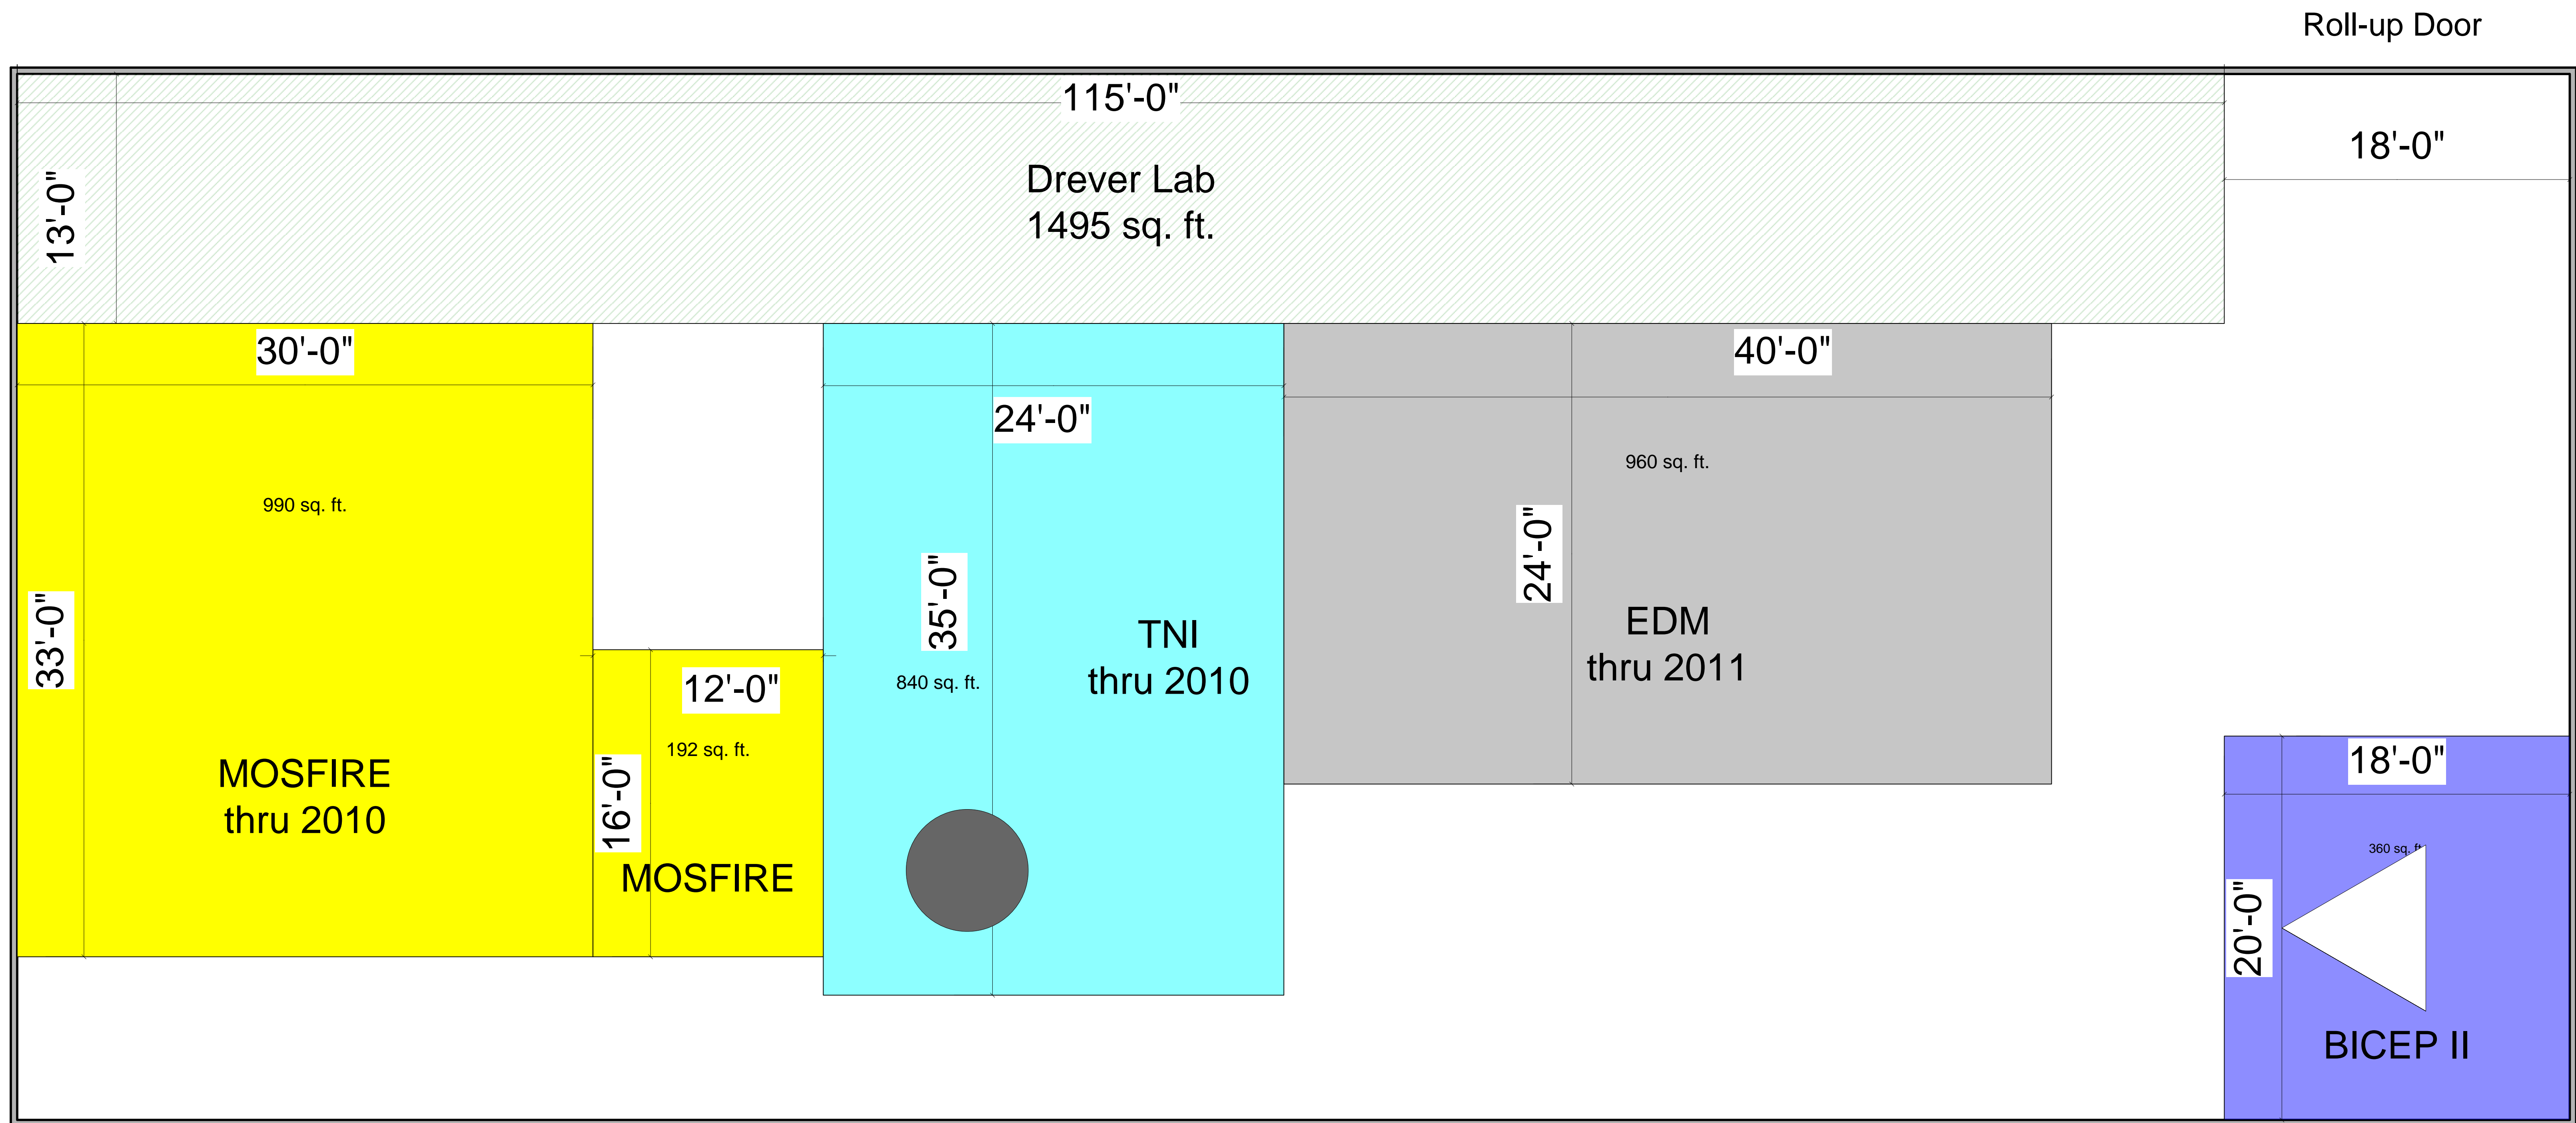 Roll-up Door
115'-0"
18'-0"
13'-0"
Drever Lab
1495 sq. ft.
30'-0"
40'-0"
24'-0"
960 sq. ft.
990 sq. ft.
24'-0"
35'-0"
33'-0"
TNI
thru 2010
EDM
thru 2011
840 sq. ft.
12'-0"
192 sq. ft.
18'-0"
MOSFIRE
thru 2010
16'-0"
MOSFIRE
360 sq. ft.
20'-0"
BICEP II